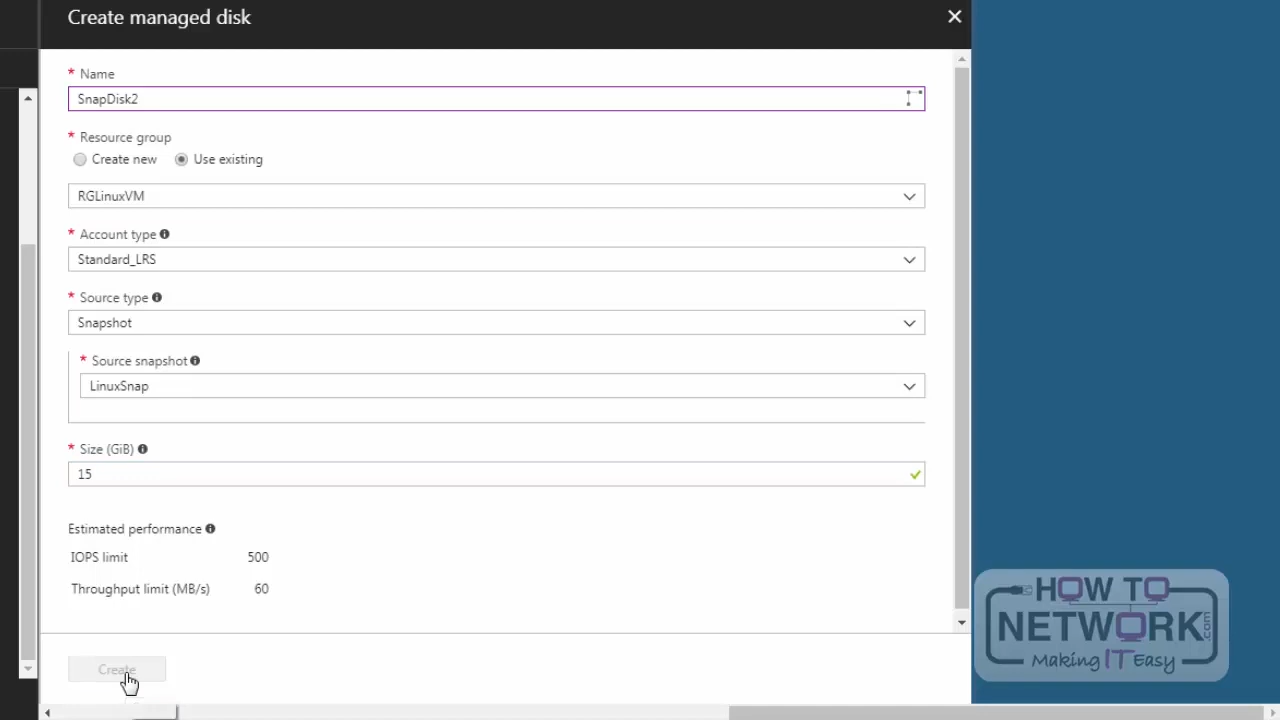 Create managed disk
* Name
SnapDisk2
* Resource group
Create new Use existing
RGLinuxVM
* Account type
Standard_LRS
* Source type
Snapshot
* Source snapshot
LinuxSnap
* Size (GiB)
15
Estimated performance
IOPS limit 500
Throughput limit (MB/s) 60
Create
HOW TO
NETWORK.com
Making IT Easy